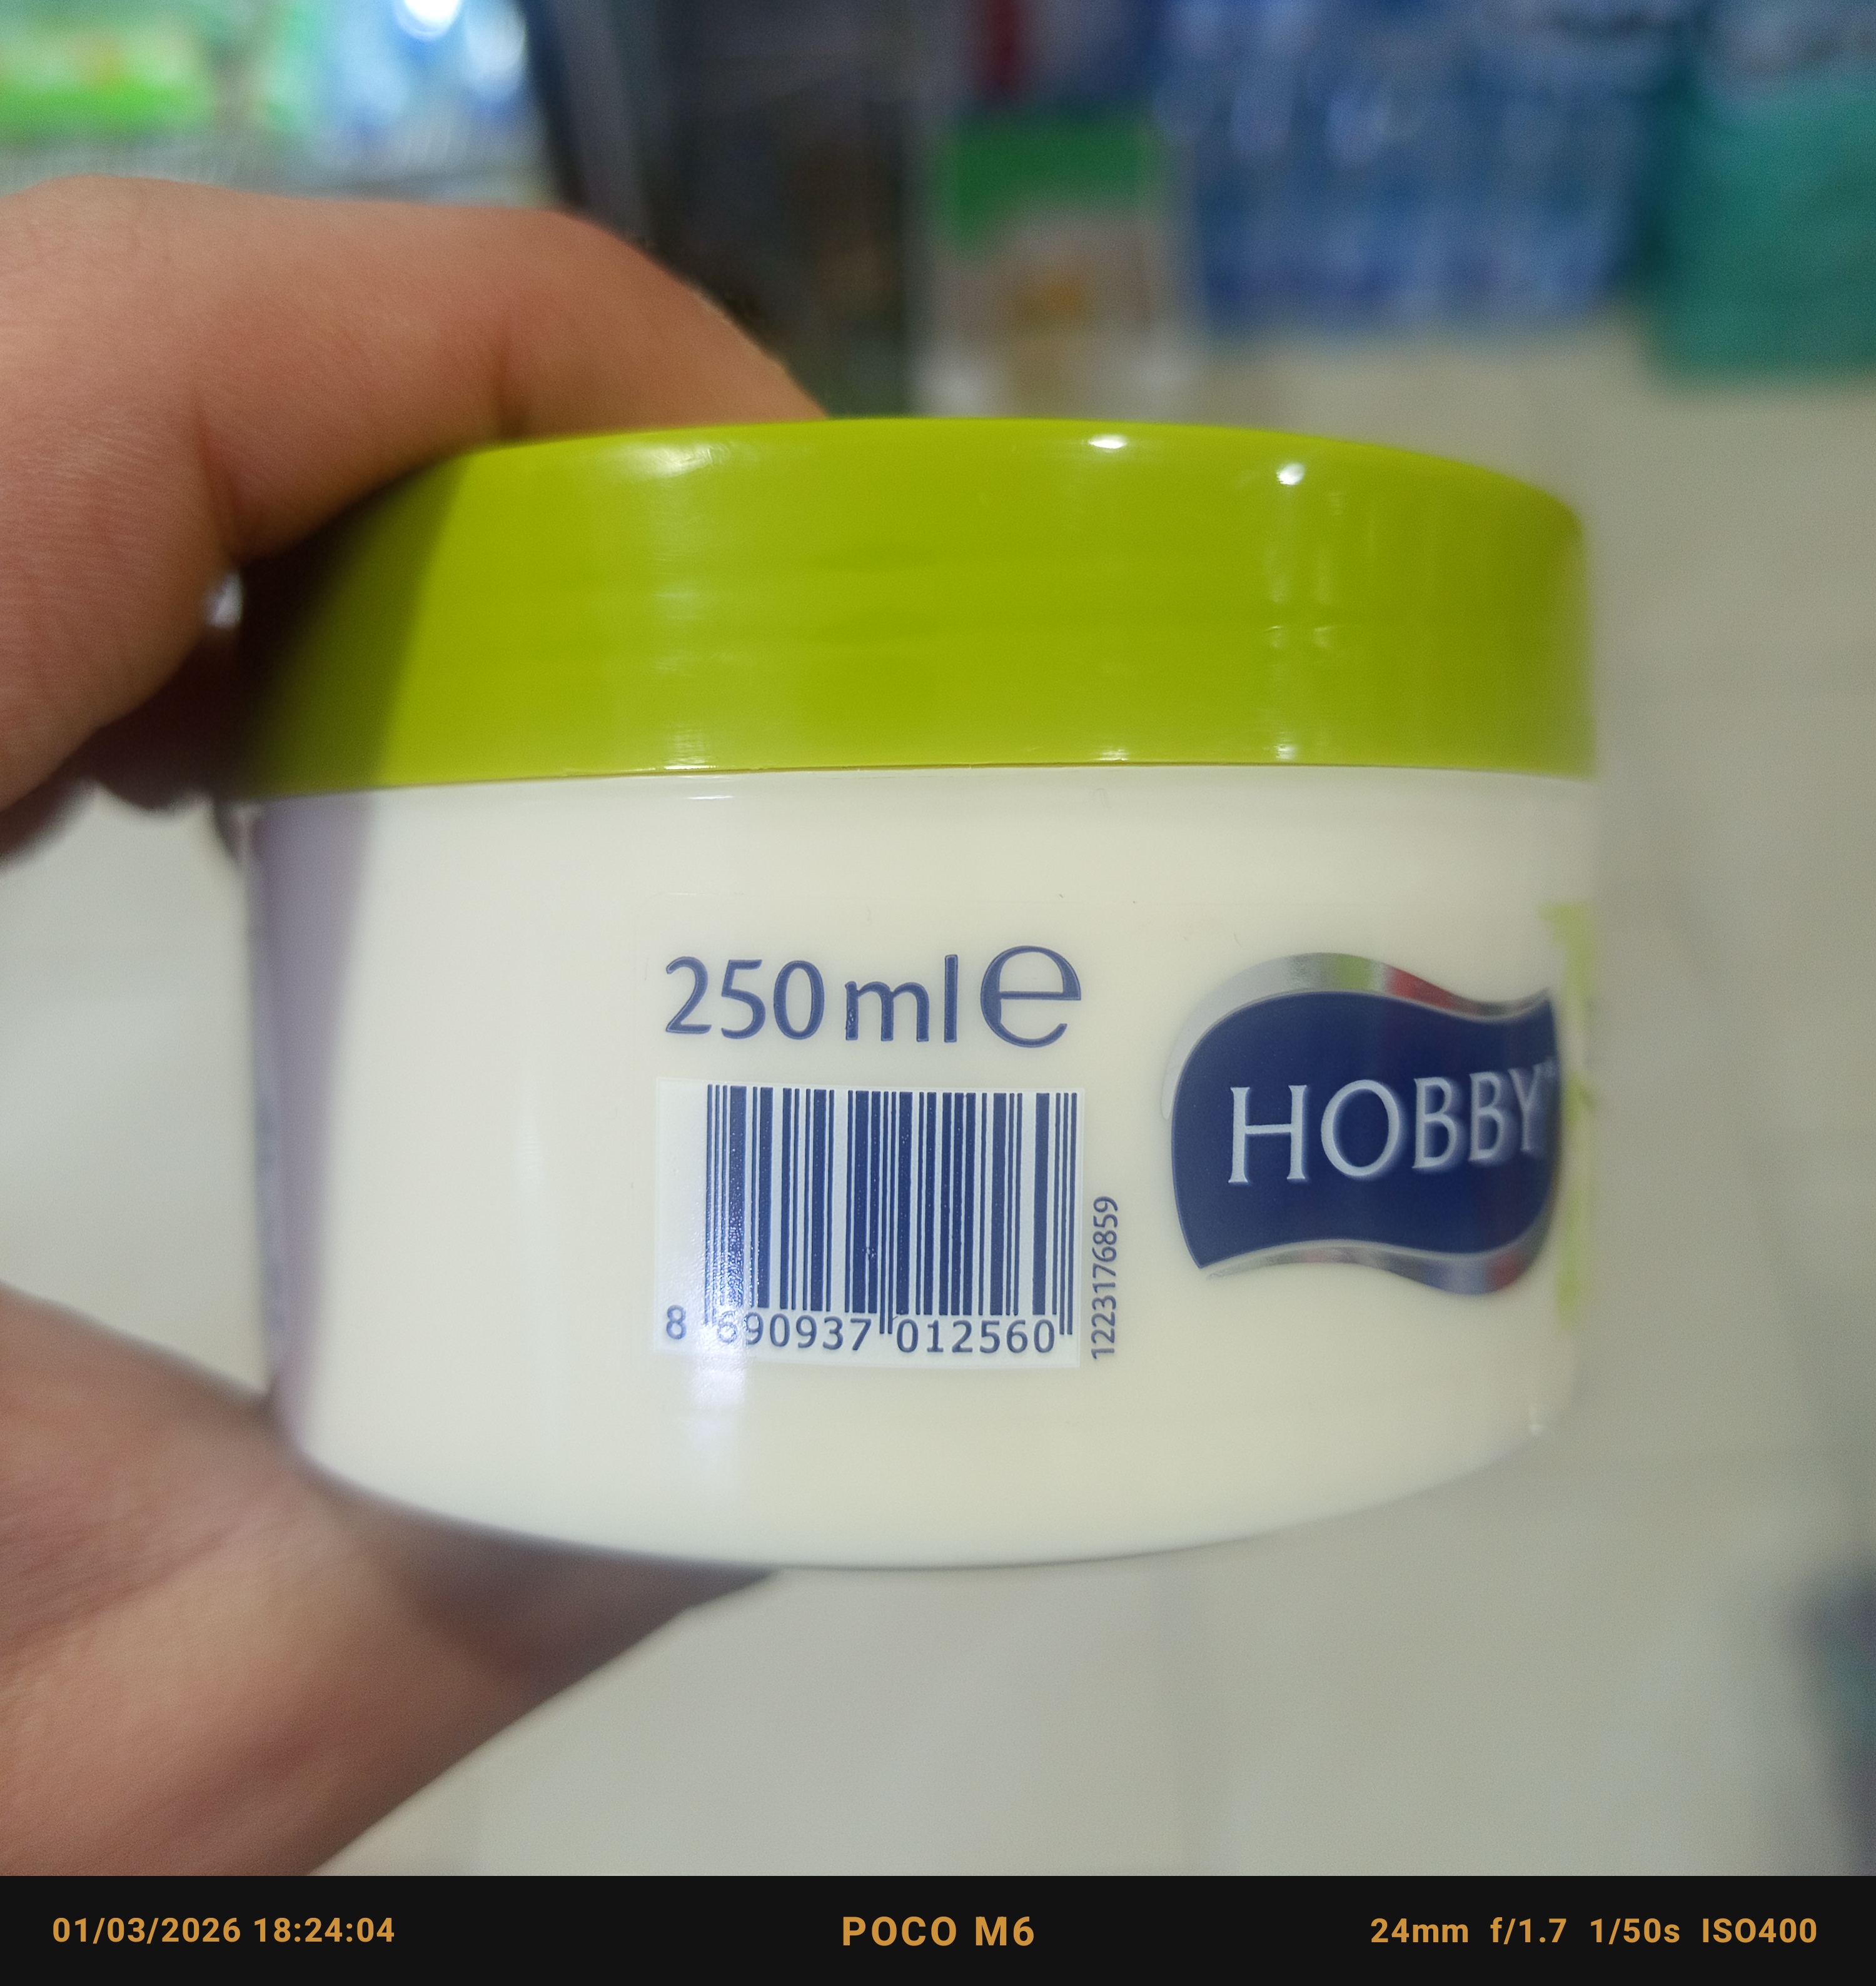 250 ml e
HOBBY
8 690937 012560
1223176859
01/03/2026 18:24:04
POCO M6
24mm f/1.7 1/50s ISO400